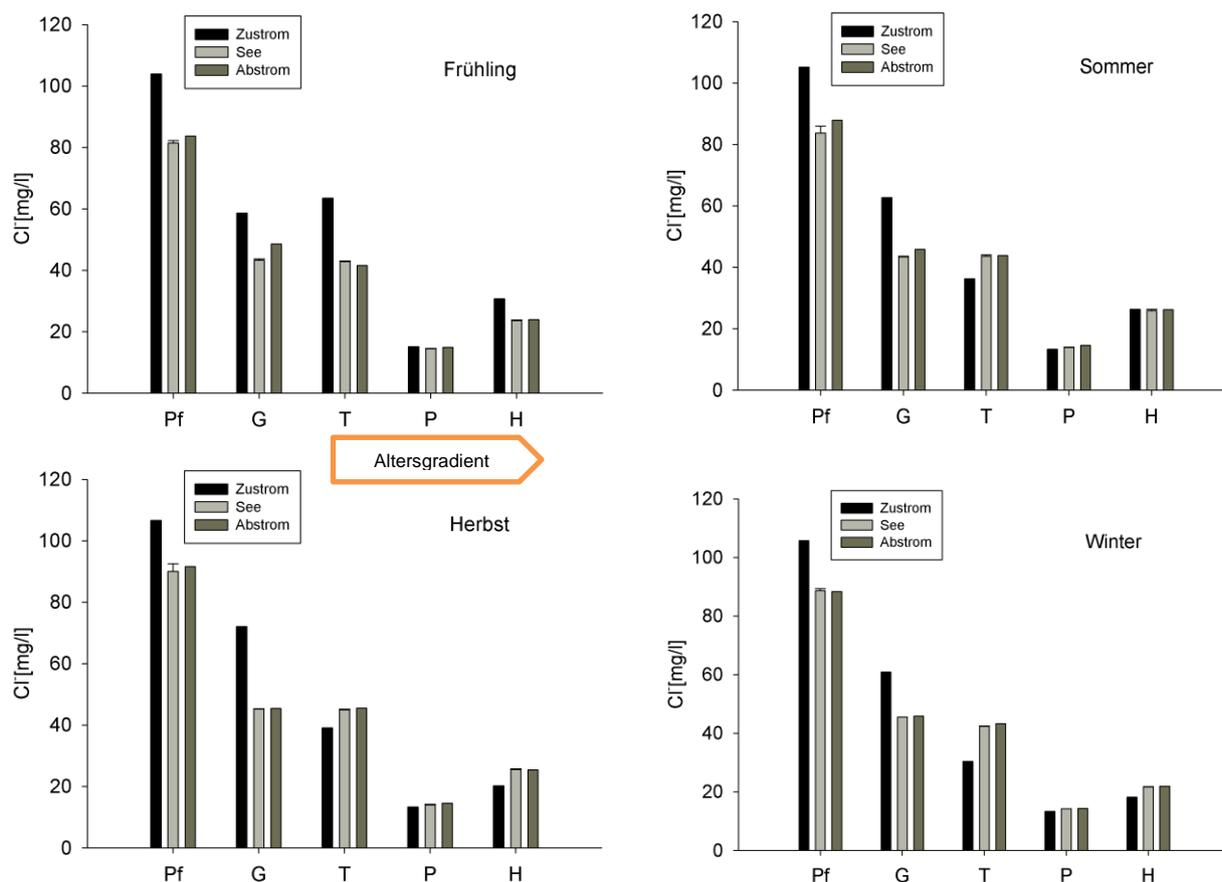 Frühling
Zustrom
See
Abstrom
Cl⁻[mg/l]
120
100
80
60
40
20
0
Pf G T P H
Sommer
Zustrom
See
Abstrom
Cl⁻[mg/l]
120
100
80
60
40
20
0
Pf G T P H
Altersgradient
Herbst
Zustrom
See
Abstrom
Cl⁻[mg/l]
120
100
80
60
40
20
0
Pf G T P H
Winter
Zustrom
See
Abstrom
Cl⁻[mg/l]
120
100
80
60
40
20
0
Pf G T P H